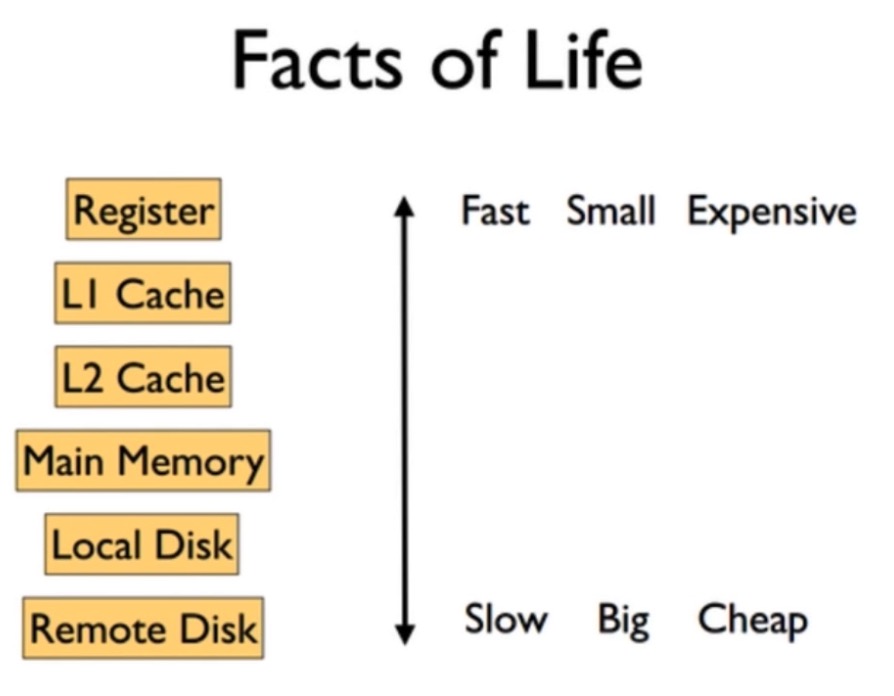 Facts of Life
Register
L1 Cache
L2 Cache
Main Memory
Local Disk
Remote Disk
Fast Small Expensive
Slow Big Cheap